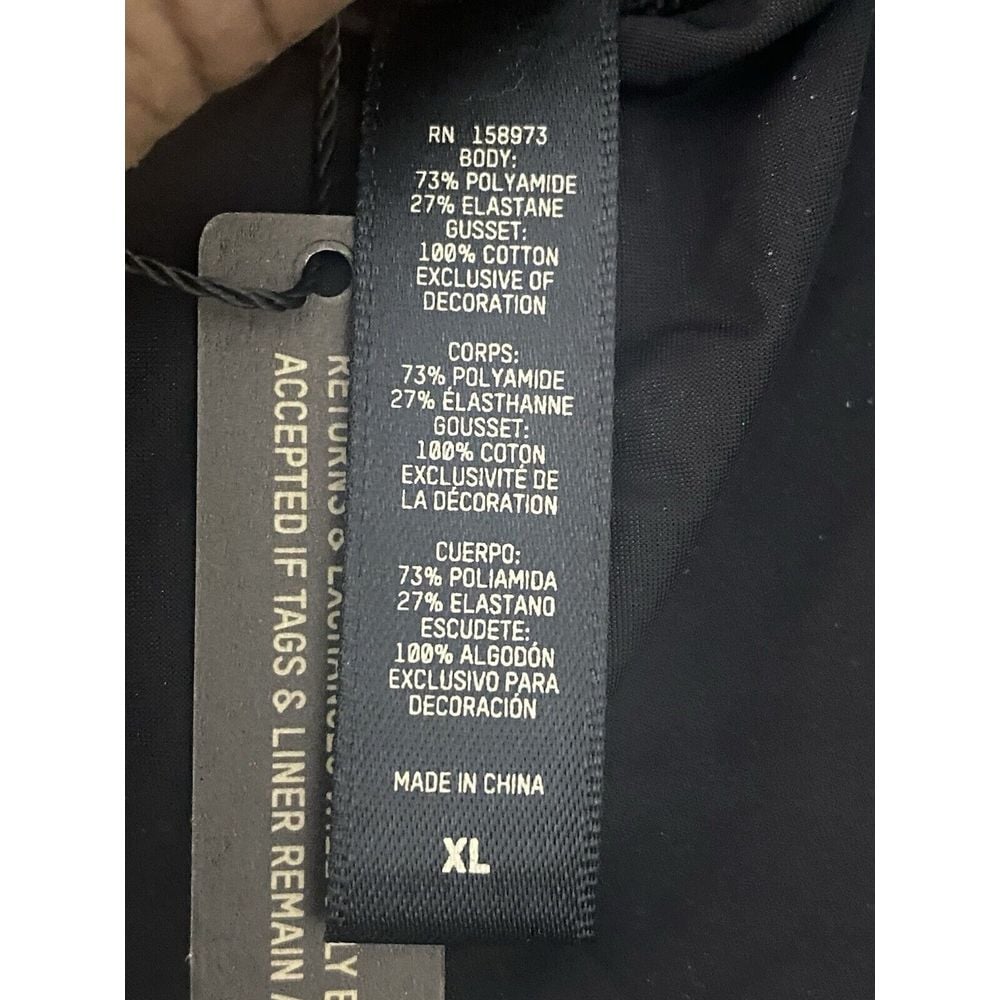 RN 158973
BODY:
73% POLYAMIDE
27% ELASTANE
GUSSET:
100% COTTON
EXCLUSIVE OF
DECORATION
CORPS:
73% POLYAMIDE
27% ÉLASTHANNE
GOUSSET:
100% COTON
EXCLUSIVITÉ DE
LA DÉCORATION
CUERPO:
73% POLIAMIDA
27% ELASTANO
ESCUDETE:
100% ALGODÓN
EXCLUSIVO PARA
DECORACIÓN
MADE IN CHINA
XL
RETURNS & EXCHANGES
ACCEPTED IF TAGS & LINER REMAIN